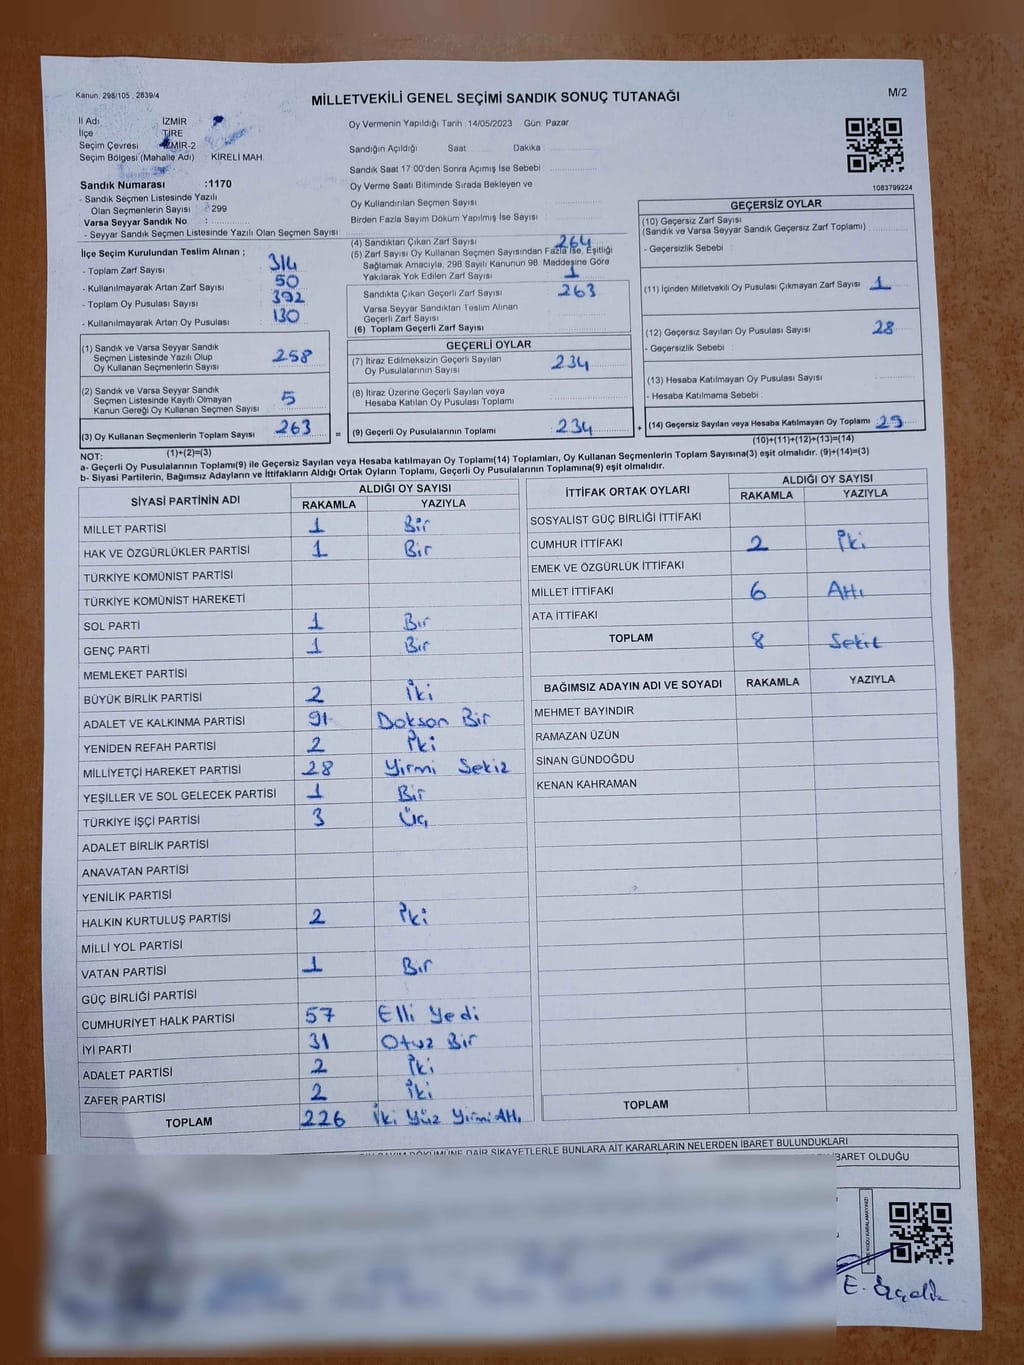 Kanun. 298/105 , 2839/4
MİLLETVEKİLİ GENEL SEÇİMİ SANDIK SONUÇ TUTANAĞI
M/2
İl Adı İZMİR
İlçe TİRE
Seçim Çevresi İZMİR-2
Seçim Bölgesi (Mahalle Adı) : KİRELİ MAH.
Sandık Numarası :1170
- Sandık Seçmen Listesinde Yazılı
Olan Seçmenlerin Sayısı : 299
Varsa Seyyar Sandık No :
- Seyyar Sandık Seçmen Listesinde Yazılı Olan Seçmen Sayısı :
Oy Vermenin Yapıldığı Tarih :14/05/2023 Gün: Pazar
Sandığın Açıldığı Saat Dakika
Sandık Saat 17 00'den Sonra Açımış İse Sebebi
Oy Verme Saati Bitiminde Sırada Bekleyen ve
Oy Kullandırılan Seçmen Sayısı
Birden Fazla Sayım Döküm Yapılmış İse Sayısı
1083799224
İlçe Seçim Kurulundan Teslim Alınan ;
- Toplam Zarf Sayısı 314
- Kullanılmayarak Artan Zarf Sayısı 50
- Toplam Oy Pusulası Sayısı 392
- Kullanılmayarak Artan Oy Pusulası 130
(4) Sandıktan Çıkan Zarf Sayısı 264
(5) Zarf Sayısı Oy Kullanan Seçmen Sayısından Fazla İse, Eşitliği
Sağlamak Amacıyla, 298 Sayılı Kanunun 98. Maddesine Göre
Yakılarak Yok Edilen Zarf Sayısı 1
Sandıkta Çıkan Geçerli Zarf Sayısı 263
Varsa Seyyar Sandıktan Teslim Alınan
Geçerli Zarf Sayısı
(6) Toplam Geçerli Zarf Sayısı
(1) Sandık ve Varsa Seyyar Sandık
Seçmen Listesinde Yazılı Olup
Oy Kullanan Seçmenlerin Sayısı 258
(2) Sandık ve Varsa Seyyar Sandık
Seçmen Listesinde Kayıtlı Olmayan
Kanun Gereği Oy Kullanan Seçmen Sayısı 5
(3) Oy Kullanan Seçmenlerin Toplam Sayısı 263
(1)+(2)=(3)
=
GEÇERLİ OYLAR
(7) İtiraz Edilmeksizin Geçerli Sayılan
Oy Pusulalarının Sayısı 234
(8) İtiraz Üzerine Geçerli Sayılan veya
Hesaba Katılan Oy Pusulası Toplamı
(9) Geçerli Oy Pusulalarının Toplamı 234
+
GEÇERSİZ OYLAR
(10) Geçersiz Zarf Sayısı
(Sandık ve Varsa Seyyar Sandık Geçersiz Zarf Toplamı) :
- Geçersizlik Sebebi :
(11) İçinden Milletvekili Oy Pusulası Çıkmayan Zarf Sayısı 1
(12) Geçersiz Sayılan Oy Pusulası Sayısı 28
- Geçersizlik Sebebi :
(13) Hesaba Katılmayan Oy Pusulası Sayısı
- Hesaba Katılmama Sebebi :
(14) Geçersiz Sayılan veya Hesaba Katılmayan Oy Toplamı 29
(10)+(11)+(12)+(13)=(14)
NOT:
a- Geçerli Oy Pusulalarının Toplamı(9) ile Geçersiz Sayılan veya Hesaba katılmayan Oy Toplamı(14) Toplamları, Oy Kullanan Seçmenlerin Toplam Sayısına(3) eşit olmalıdır. (9)+(14)=(3)
b- Siyasi Partilerin, Bağımsız Adayların ve İttifakların Aldığı Ortak Oyların Toplamı, Geçerli Oy Pusulalarının Toplamına(9) eşit olmalıdır.
SİYASİ PARTİNİN ADI ALDIĞI OY SAYISI
RAKAMLA YAZIYLA
MİLLET PARTİSİ 1 Bir
HAK VE ÖZGÜRLÜKLER PARTİSİ 1 Bir
TÜRKİYE KOMÜNİST PARTİSİ
TÜRKİYE KOMÜNİST HAREKETİ
SOL PARTİ 1 Bir
GENÇ PARTİ 1 Bir
MEMLEKET PARTİSİ
BÜYÜK BİRLİK PARTİSİ 2 İki
ADALET VE KALKINMA PARTİSİ 91 Doksan Bir
YENİDEN REFAH PARTİSİ 2 İki
MİLLİYETÇİ HAREKET PARTİSİ 28 Yirmi Sekiz
YEŞİLLER VE SOL GELECEK PARTİSİ 1 Bir
TÜRKİYE İŞÇİ PARTİSİ 3 Üç
ADALET BİRLİK PARTİSİ
ANAVATAN PARTİSİ
YENİLİK PARTİSİ
HALKIN KURTULUŞ PARTİSİ 2 İki
MİLLİ YOL PARTİSİ
VATAN PARTİSİ 1 Bir
GÜÇ BİRLİĞİ PARTİSİ
CUMHURİYET HALK PARTİSİ 57 Elli Yedi
İYİ PARTİ 31 Otuz Bir
ADALET PARTİSİ 2 İki
ZAFER PARTİSİ 2 İki
TOPLAM 226 İki Yüz Yirmi Altı
İTTİFAK ORTAK OYLARI ALDIĞI OY SAYISI
RAKAMLA YAZIYLA
SOSYALİST GÜÇ BİRLİĞİ İTTİFAKI
CUMHUR İTTİFAKI 2 İki
EMEK VE ÖZGÜRLÜK İTTİFAKI
MİLLET İTTİFAKI 6 Altı
ATA İTTİFAKI
TOPLAM 8 Sekiz
BAĞIMSIZ ADAYIN ADI VE SOYADI RAKAMLA YAZIYLA
MEHMET BAYINDIR
RAMAZAN ÜZÜN
SİNAN GÜNDOĞDU
KENAN KAHRAMAN
TOPLAM
DÖKÜMÜNE DAİR ŞİKAYETLERLE BUNLARA AİT KARARLARIN NELERDEN İBARET BULUNDUKLARI
İBARET OLDUĞU